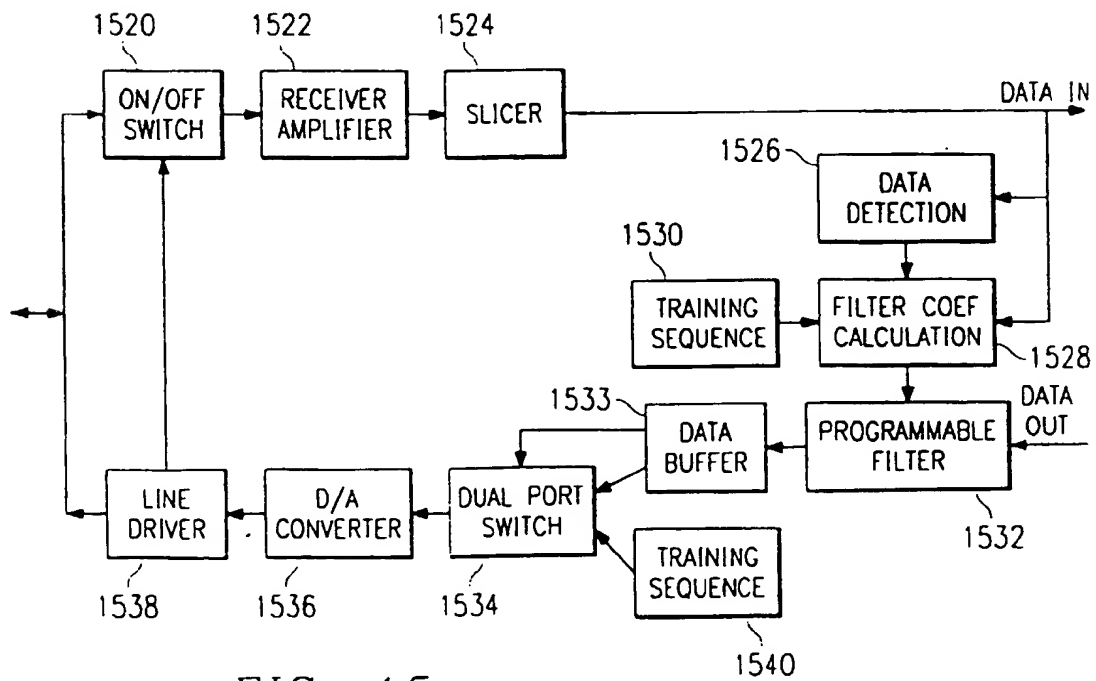 1520
1522
1524
ON/OFF
SWITCH
RECEIVER
AMPLIFIER
SLICER
DATA IN
1526
DATA
DETECTION
1530
TRAINING
SEQUENCE
FILTER COEF
CALCULATION
1528
1533
DATA
OUT
DATA
BUFFER
PROGRAMMABLE
FILTER
1532
LINE
DRIVER
D/A
CONVERTER
DUAL PORT
SWITCH
TRAINING
SEQUENCE
1538
1536
1534
1540